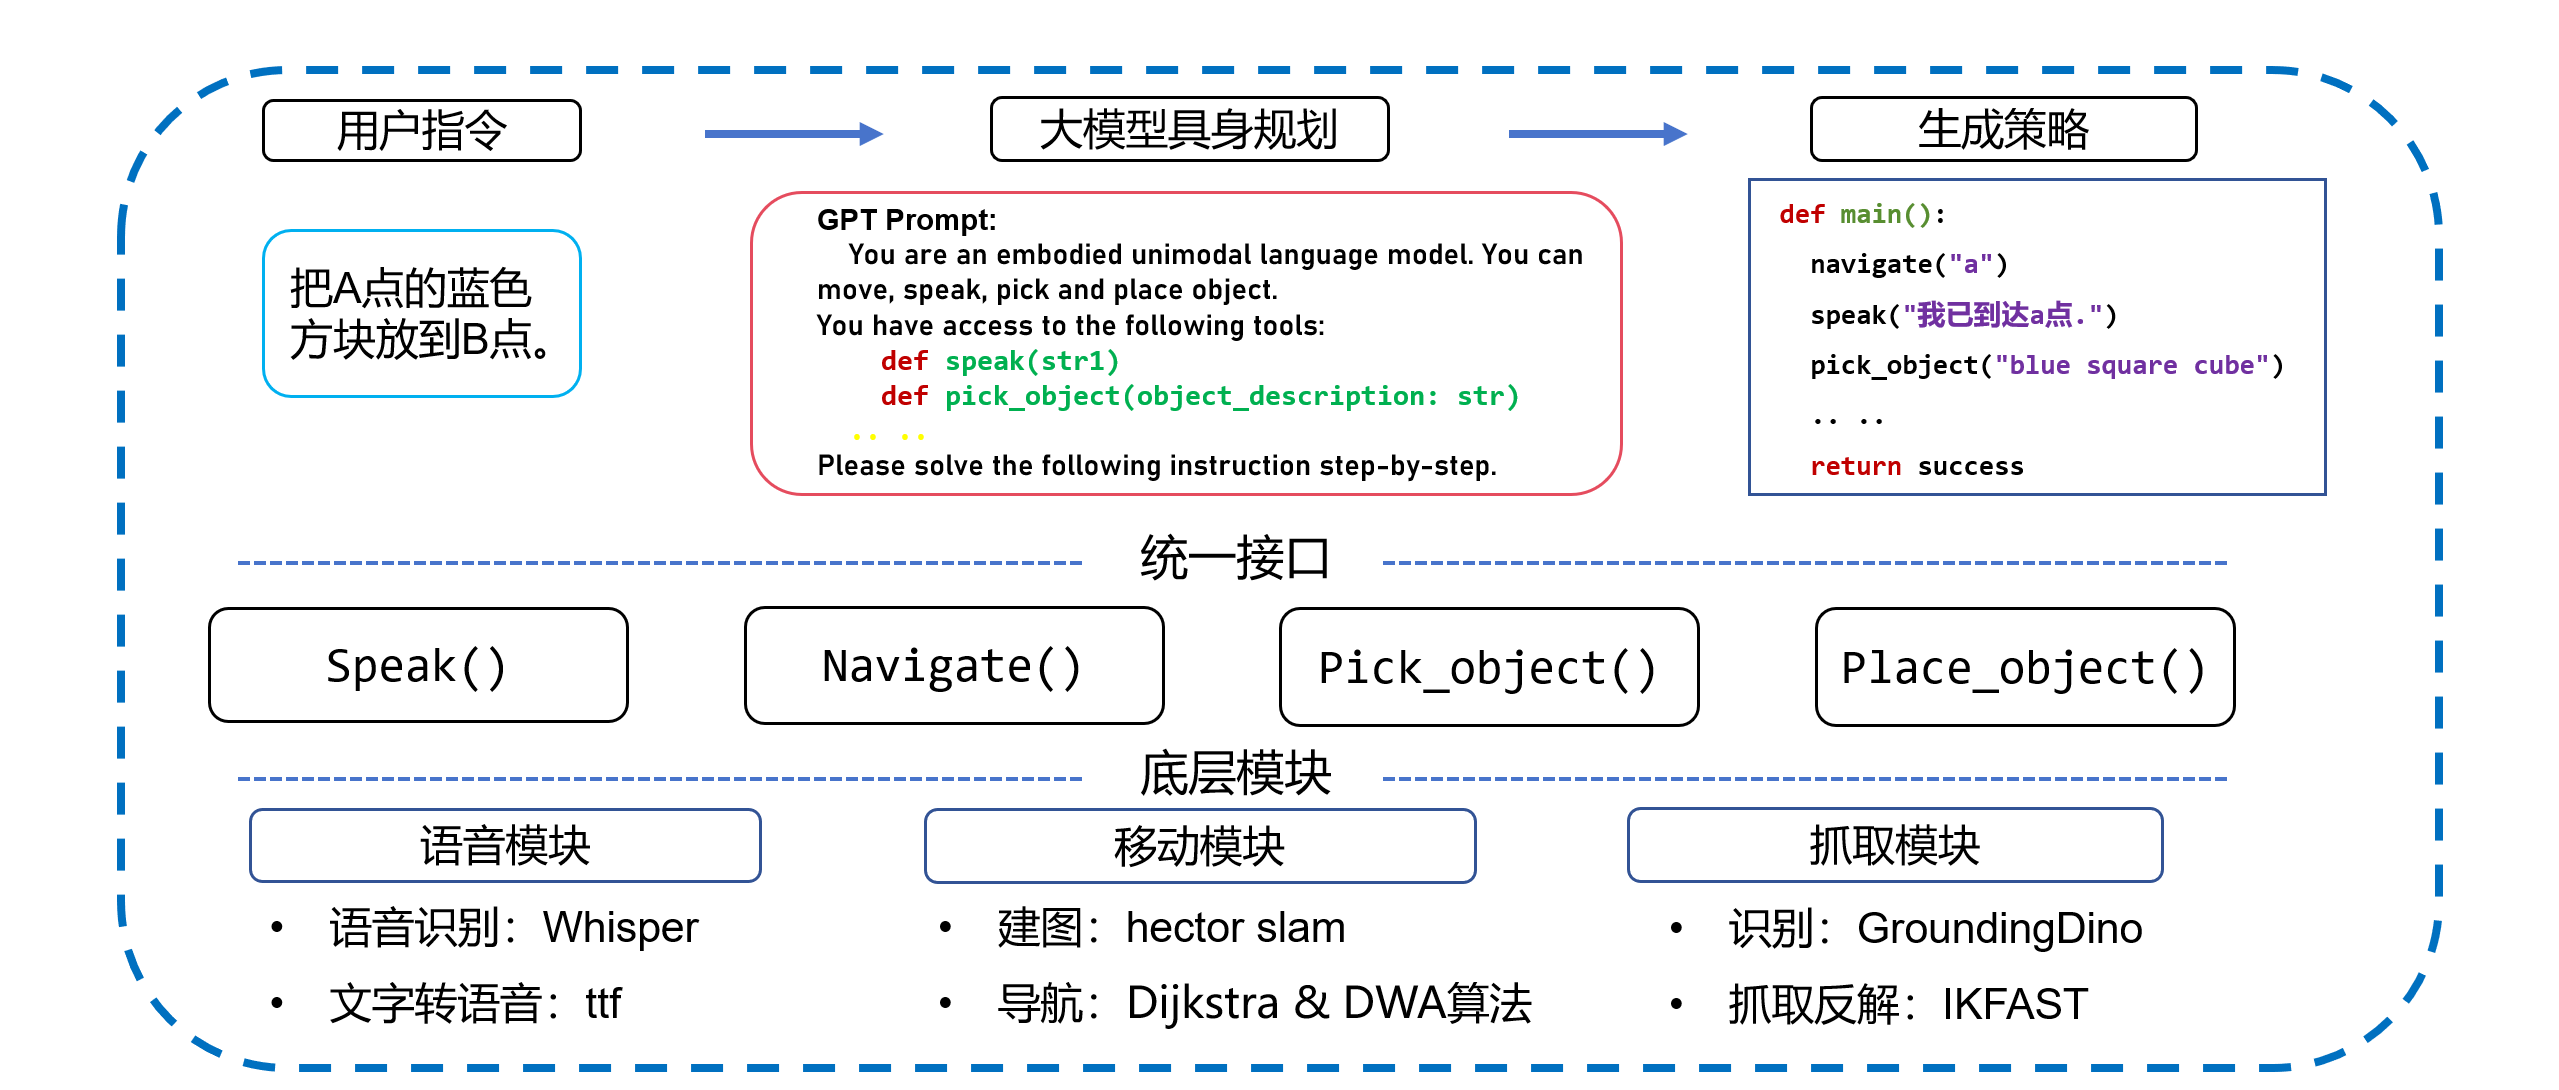 用户指令
大模型具身规划
生成策略
把A点的蓝色
方块放到B点。
GPT Prompt:
You are an embodied unimodal language model. You can
move, speak, pick and place object.
You have access to the following tools:
def speak(str1)
def pick_object(object_description: str)
.. ..
Please solve the following instruction step-by-step.
def main():
navigate("a")
speak("我已到达a点.")
pick_object("blue square cube")
.. ..
return success
统一接口
Speak()
Navigate()
Pick_object()
Place_object()
底层模块
语音模块
• 语音识别：Whisper
• 文字转语音：ttf
移动模块
• 建图：hector slam
• 导航：Dijkstra & DWA算法
抓取模块
• 识别：GroundingDino
• 抓取反解：IKFAST